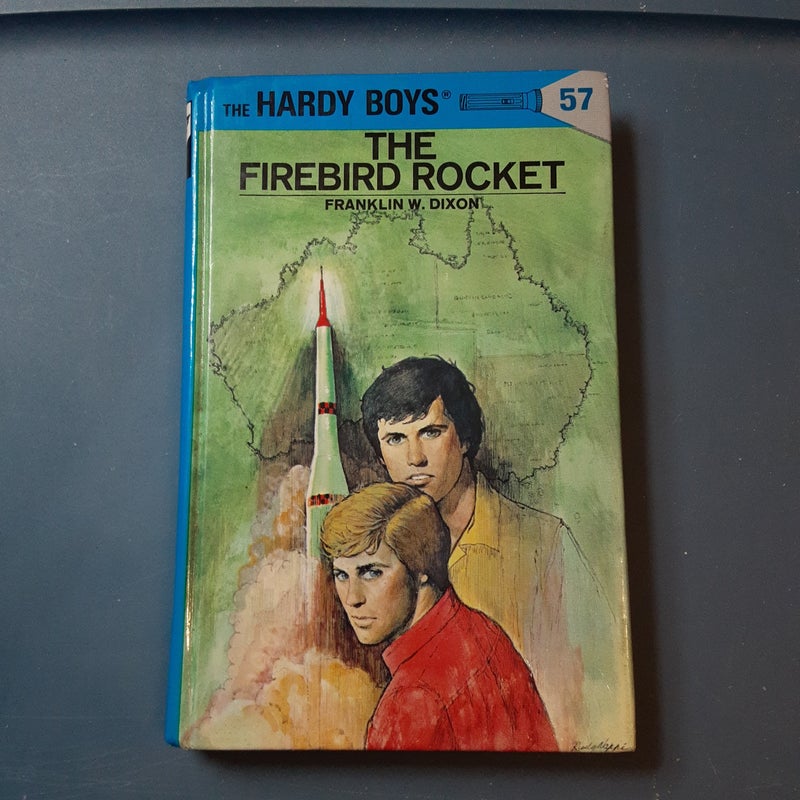 THE HARDY BOYS® 57
THE
FIREBIRD ROCKET
FRANKLIN W. DIXON